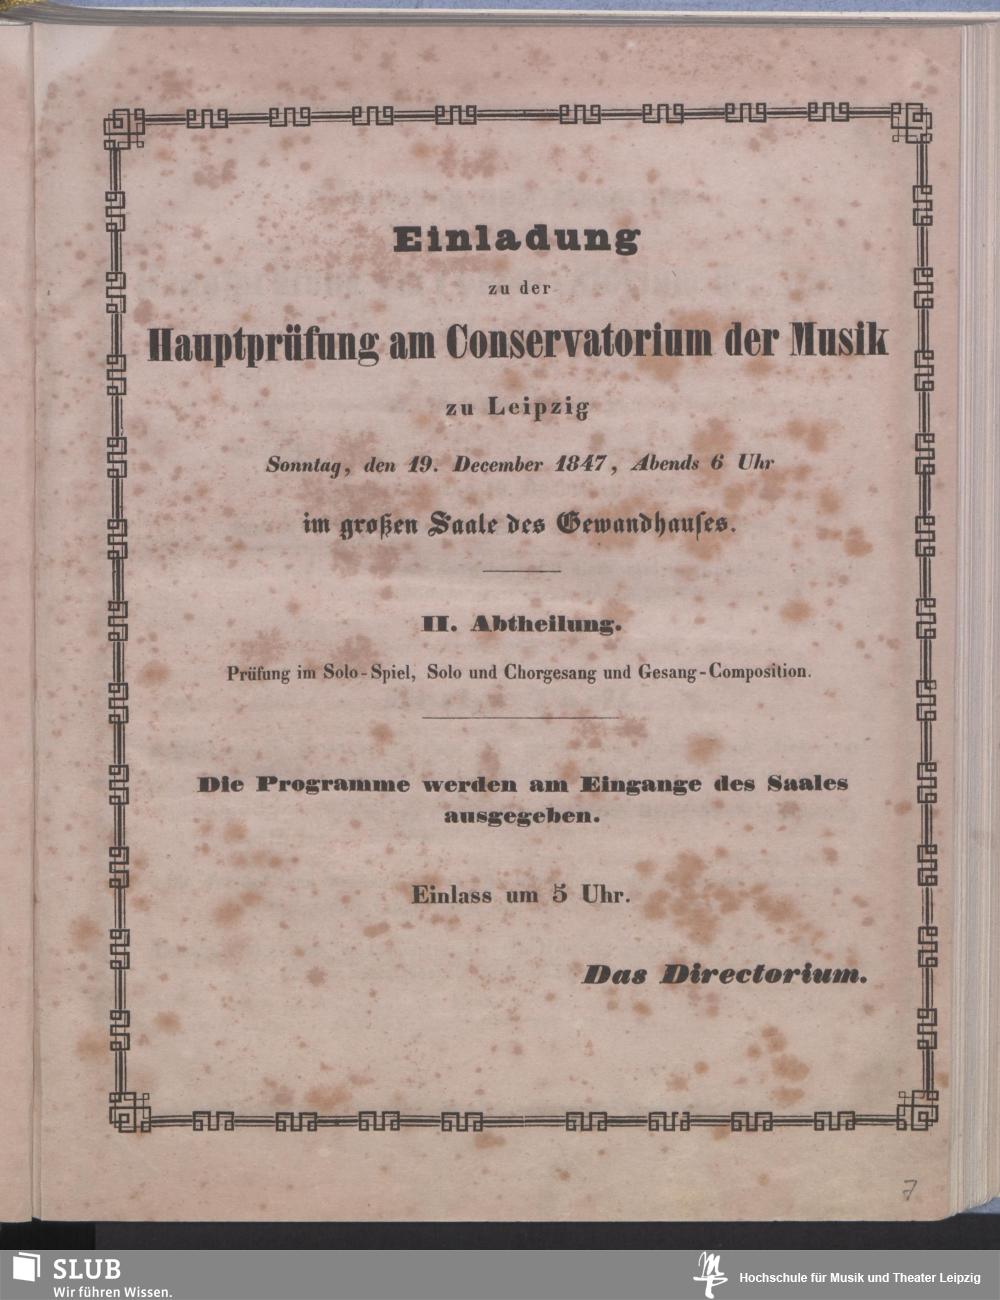 Einladung
zu der
Hauptprüfung am Conservatorium der Musik
zu Leipzig
Sonntag, den 19. December 1847, Abends 6 Uhr
im großen Saale des Gewandhauſes.
II. Abtheilung.
Prüfung im Solo-Spiel, Solo und Chorgesang und Gesang-Composition.
Die Programme werden am Eingange des Saales
ausgegeben.
Einlass um 5 Uhr.
Das Directorium.
7
SLUB
Wir führen Wissen.
Hochschule für Musik und Theater Leipzig